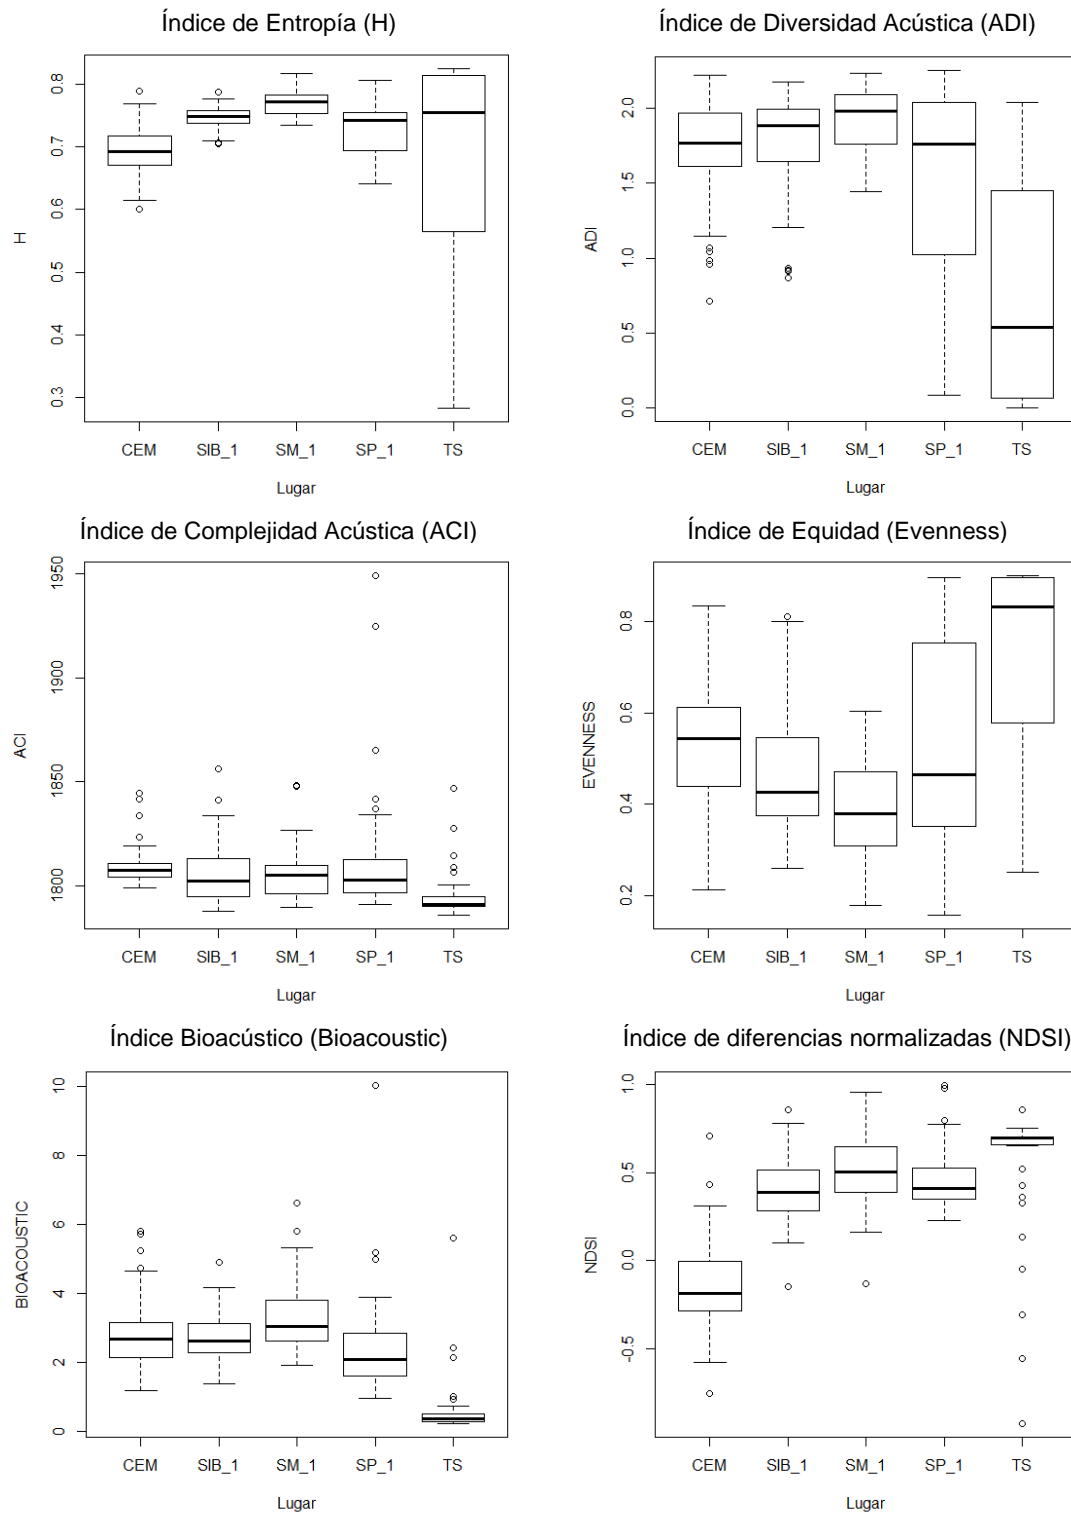 Índice de Entropía (H)
H
0.8
0.7
0.6
0.5
0.4
0.3
CEM SIB_1 SM_1 SP_1 TS
Lugar
Índice de Diversidad Acústica (ADI)
ADI
2.0
1.5
1.0
0.5
0.0
CEM SIB_1 SM_1 SP_1 TS
Lugar
Índice de Complejidad Acústica (ACI)
ACI
1950
1900
1850
1800
CEM SIB_1 SM_1 SP_1 TS
Lugar
Índice de Equidad (Evenness)
EVENNESS
0.8
0.6
0.4
0.2
CEM SIB_1 SM_1 SP_1 TS
Lugar
Índice Bioacústico (Bioacoustic)
BIOACOUSTIC
10
8
6
4
2
0
CEM SIB_1 SM_1 SP_1 TS
Lugar
Índice de diferencias normalizadas (NDSI)
NDSI
1.0
0.5
0.0
-0.5
CEM SIB_1 SM_1 SP_1 TS
Lugar